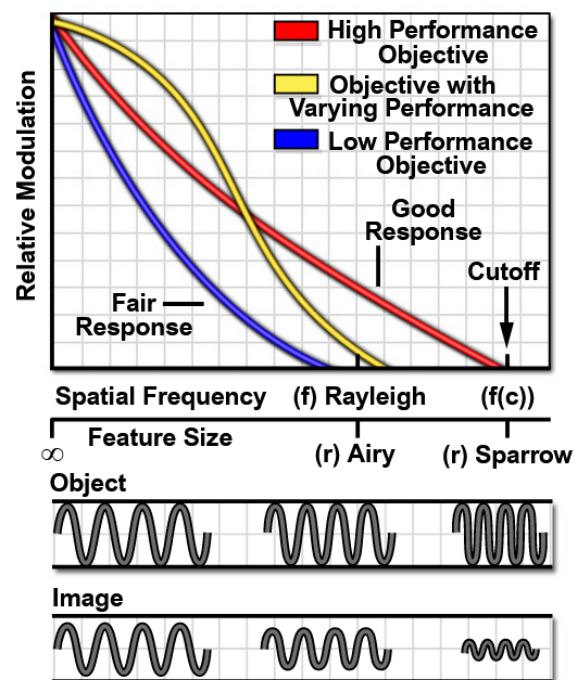 High Performance
Objective
Objective with
Varying Performance
Low Performance
Objective
Relative Modulation
Good
Response
Cutoff
Fair
Response
Spatial Frequency (f) Rayleigh (f(c))
Feature Size
∞ (r) Airy (r) Sparrow
Object
Image